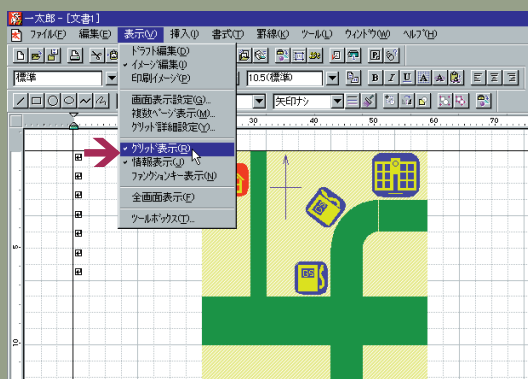 一太郎 - [文書1]
ファイル(F) 編集(E) 表示(V) 挿入(I) 書式(T) 罫線(K) ツール(L) ウィンドウ(W) ヘルプ(H)
ドラフト編集(D)
イメージ編集(I)
印刷イメージ(P)
標準
10.5(標準)
B I U A A
画面表示設定(G)...
矢印ナシ
複数ページ表示(M)...
グリッド詳細設定(Y)...
30 40 50 60 70
グリッド表示(R)
情報表示(J)
ファンクションキー表示(N)
全画面表示(F)
ツールボックス(T)...
GS
5
GS
10